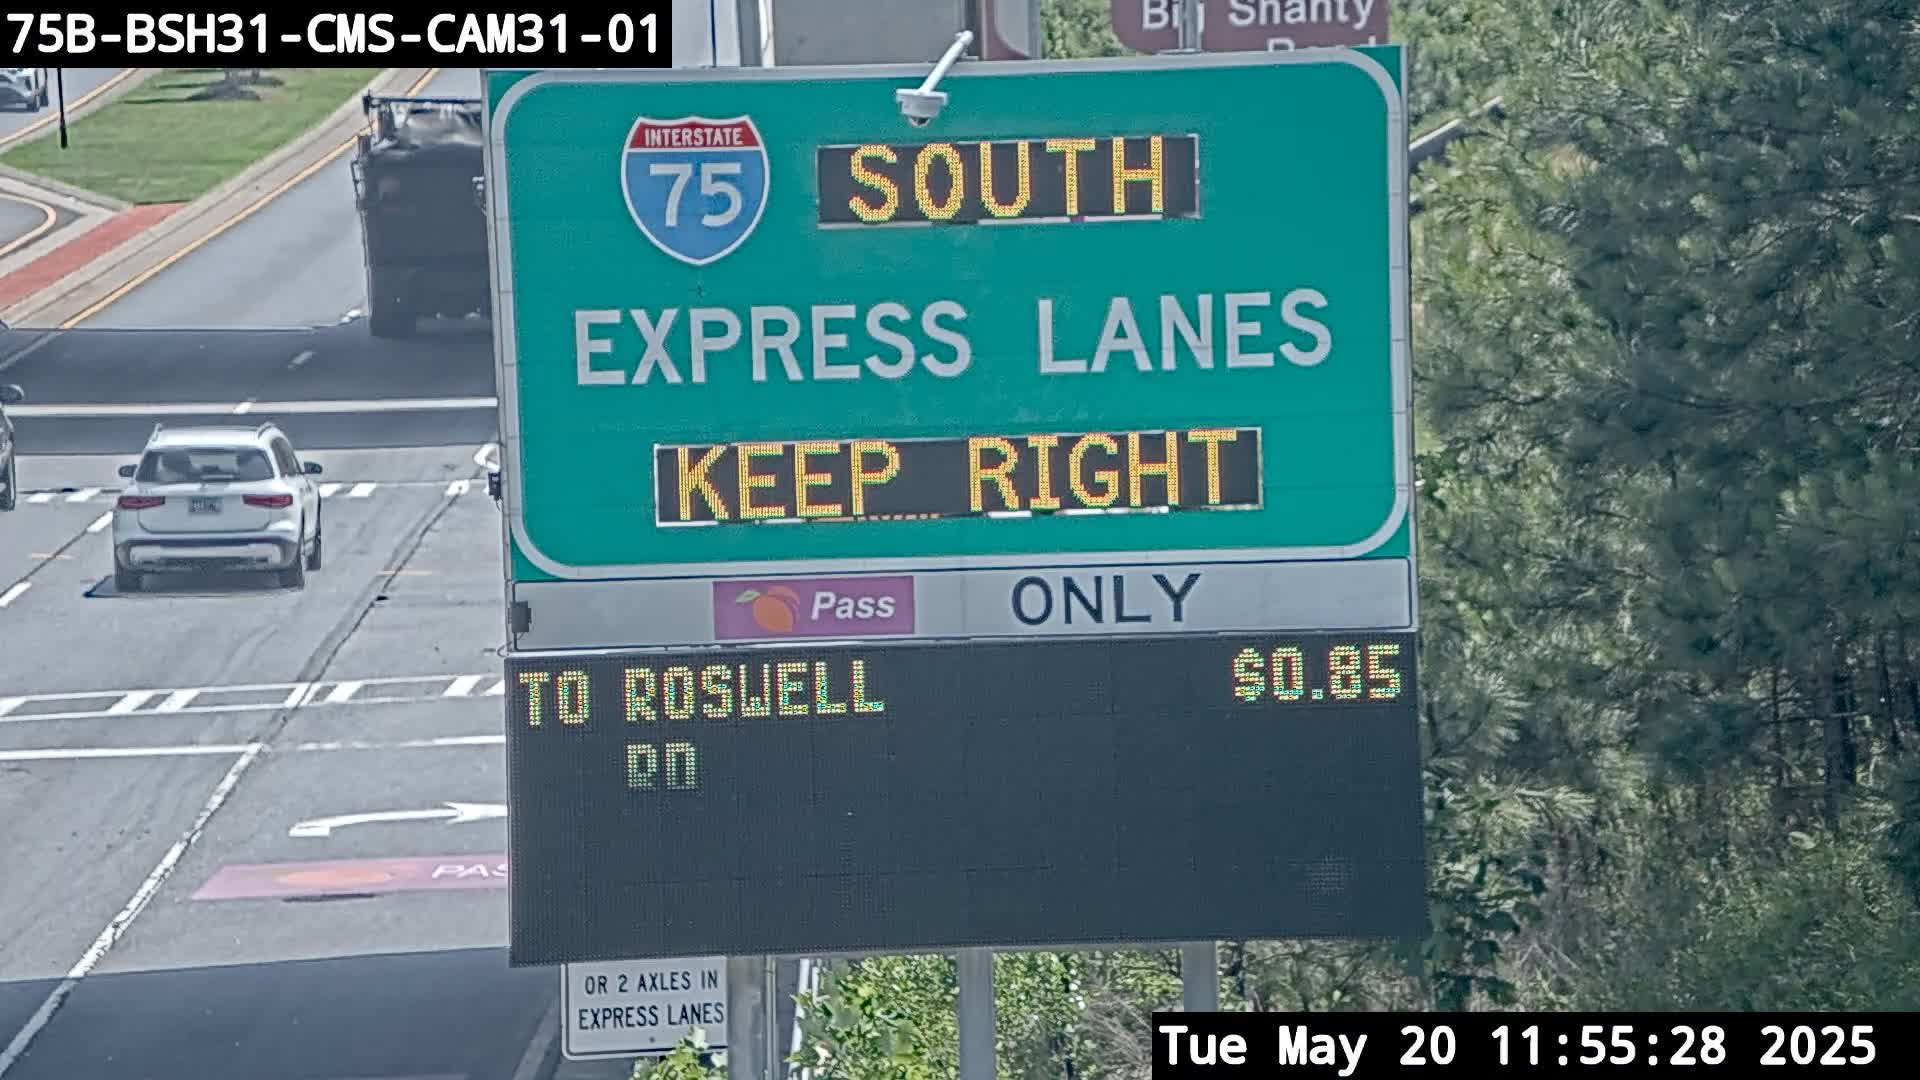 75B-BSH31-CMS-CAM31-01
Big Shanty
INTERSTATE
75
SOUTH
EXPRESS LANES
KEEP RIGHT
Pass ONLY
TO ROSWELL $0.85
OR 2 AXLES IN
EXPRESS LANES
Tue May 20 11:55:28 2025